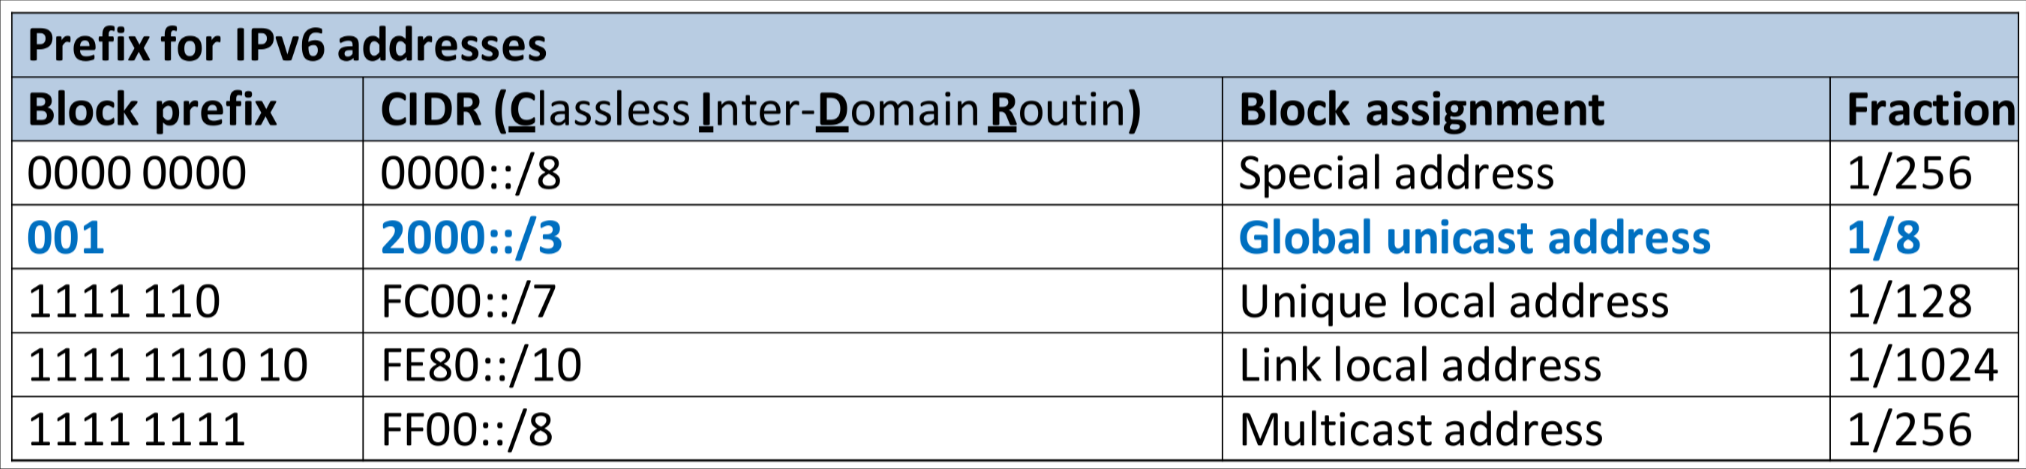 Prefix for IPv6 addresses
Block prefix CIDR (Classless Inter-Domain Routin) Block assignment Fraction
0000 0000 0000::/8 Special address 1/256
001 2000::/3 Global unicast address 1/8
1111 110 FC00::/7 Unique local address 1/128
1111 1110 10 FE80::/10 Link local address 1/1024
1111 1111 FF00::/8 Multicast address 1/256